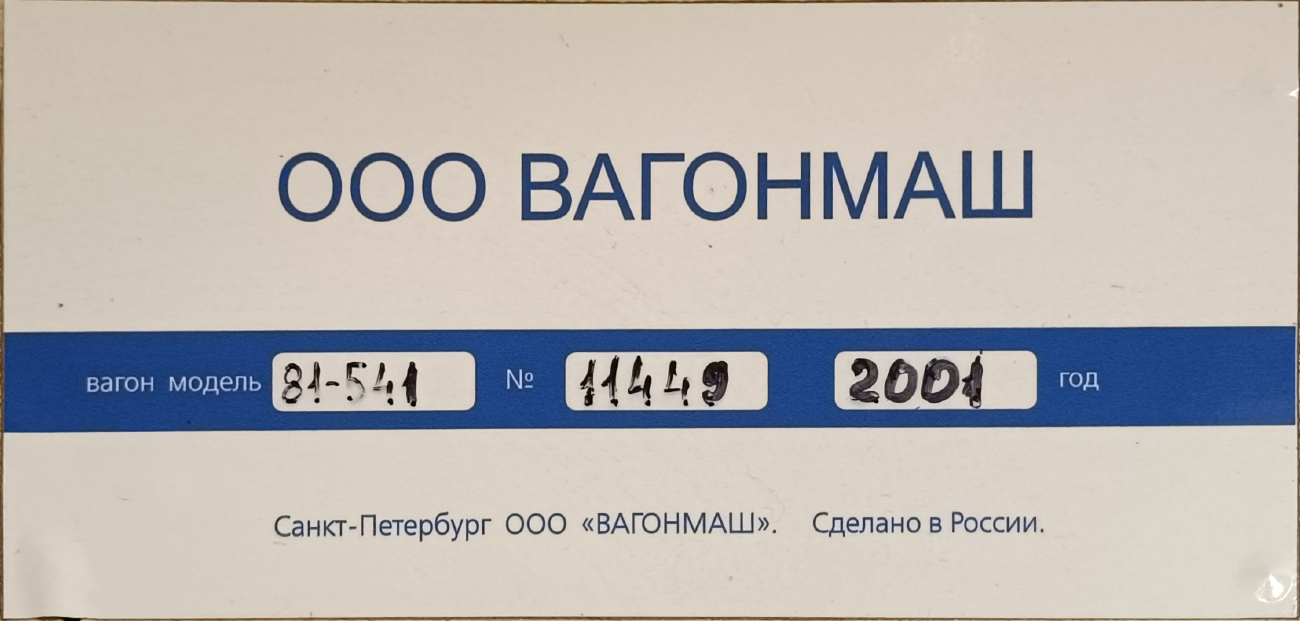 ООО ВАГОНМАШ
вагон модель 81-541 № 11449 2001 год
Санкт-Петербург ООО «ВАГОНМАШ». Сделано в России.